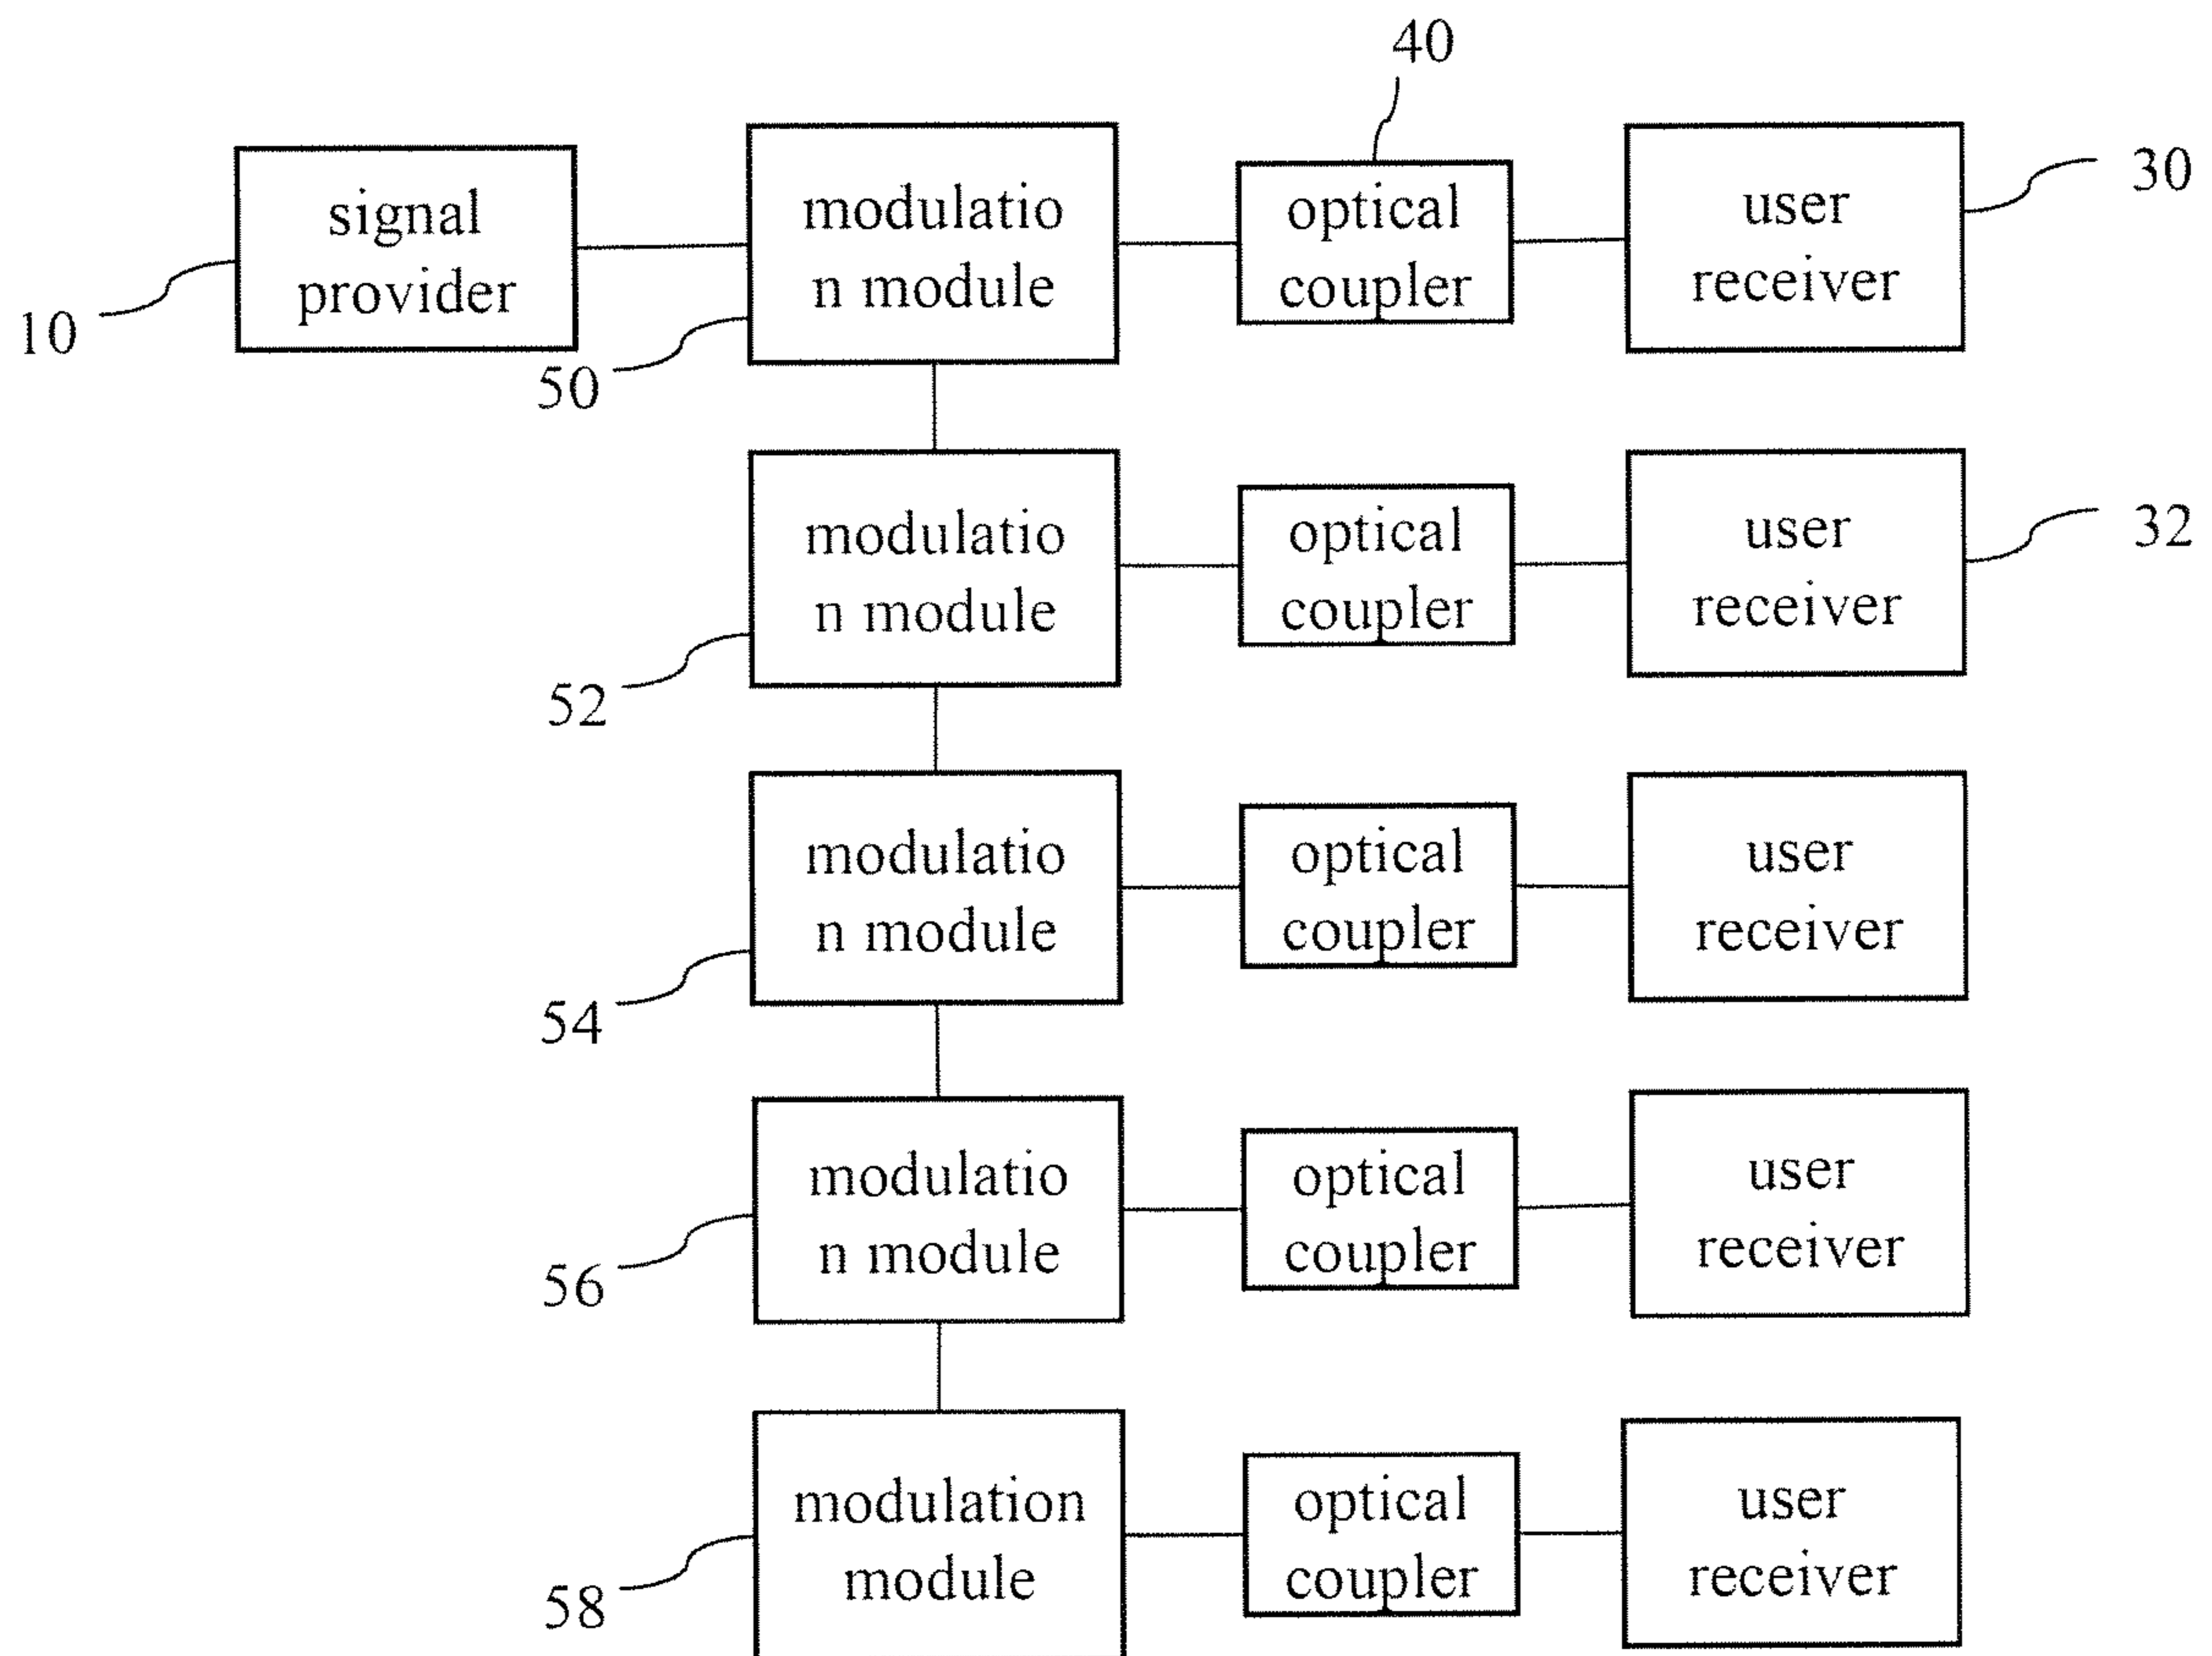 40
signal
provider
10
modulatio
n module
50
optical
coupler
user
receiver
30
modulatio
n module
52
optical
coupler
user
receiver
32
modulatio
n module
54
optical
coupler
user
receiver
modulatio
n module
56
optical
coupler
user
receiver
modulation
module
58
optical
coupler
user
receiver